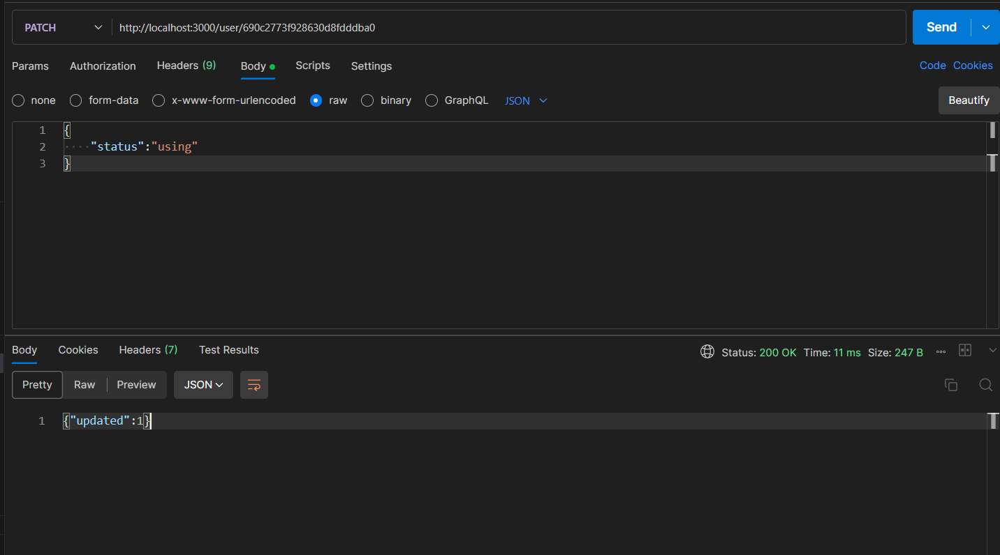 PATCH http://localhost:3000/user/690c2773f928630d8fdddba0 Send
Params Authorization Headers (9) Body Scripts Settings Code Cookies
none form-data x-www-form-urlencoded raw binary GraphQL JSON Beautify
1 {
2 ····"status":"using"
3 }
Body Cookies Headers (7) Test Results Status: 200 OK Time: 11 ms Size: 247 B
Pretty Raw Preview JSON
1 {"updated":1}